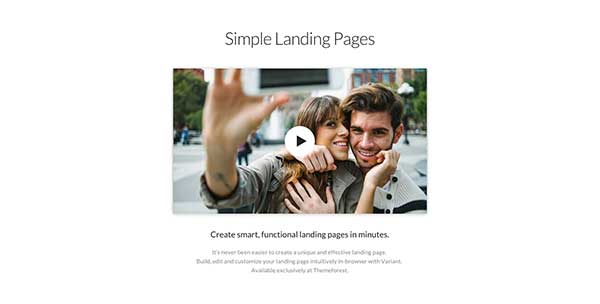 Simple Landing Pages
Create smart, functional landing pages in minutes.
It's never been easier to create a unique and effective landing page.
Build, edit and customize your landing page intuitively in-browser with Variant.
Available exclusively at Themeforest.